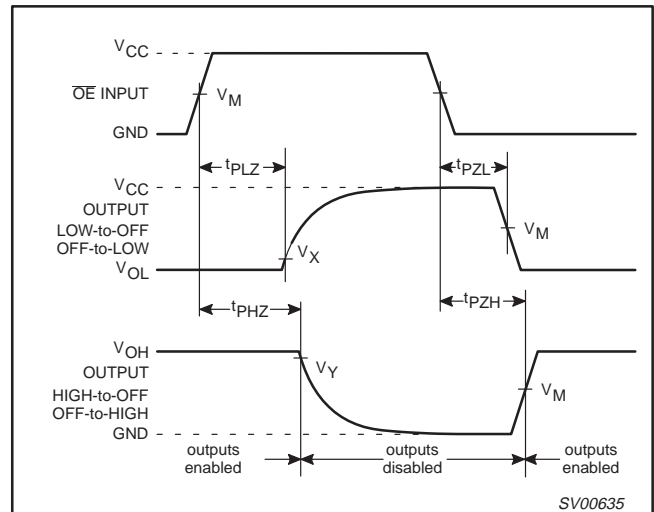 VCC
OE INPUT
VM
GND
tPLZ
tPZL
VCC
OUTPUT
LOW-to-OFF
OFF-to-LOW
VM
VX
VOL
tPHZ
tPZH
VOH
OUTPUT
VY
HIGH-to-OFF
OFF-to-HIGH
VM
GND
outputs
enabled
outputs
disabled
outputs
enabled
SV00635